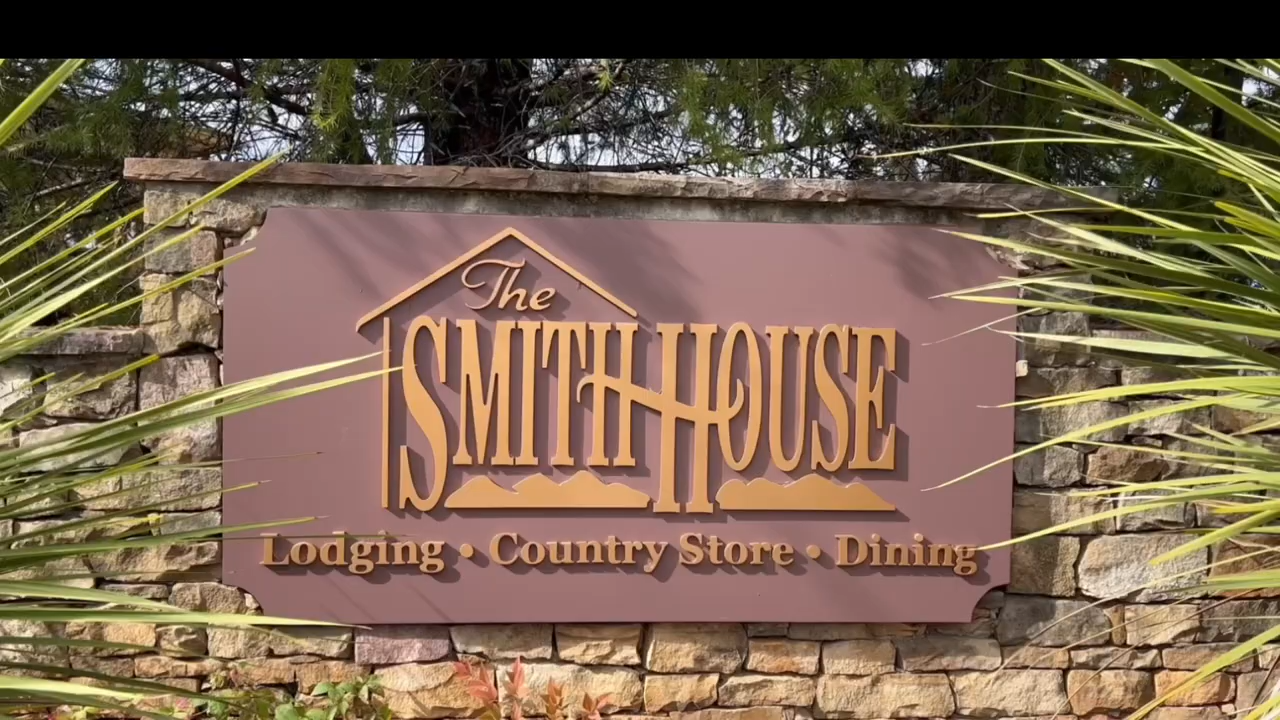 The
SMITH HOUSE
Lodging • Country Store • Dining